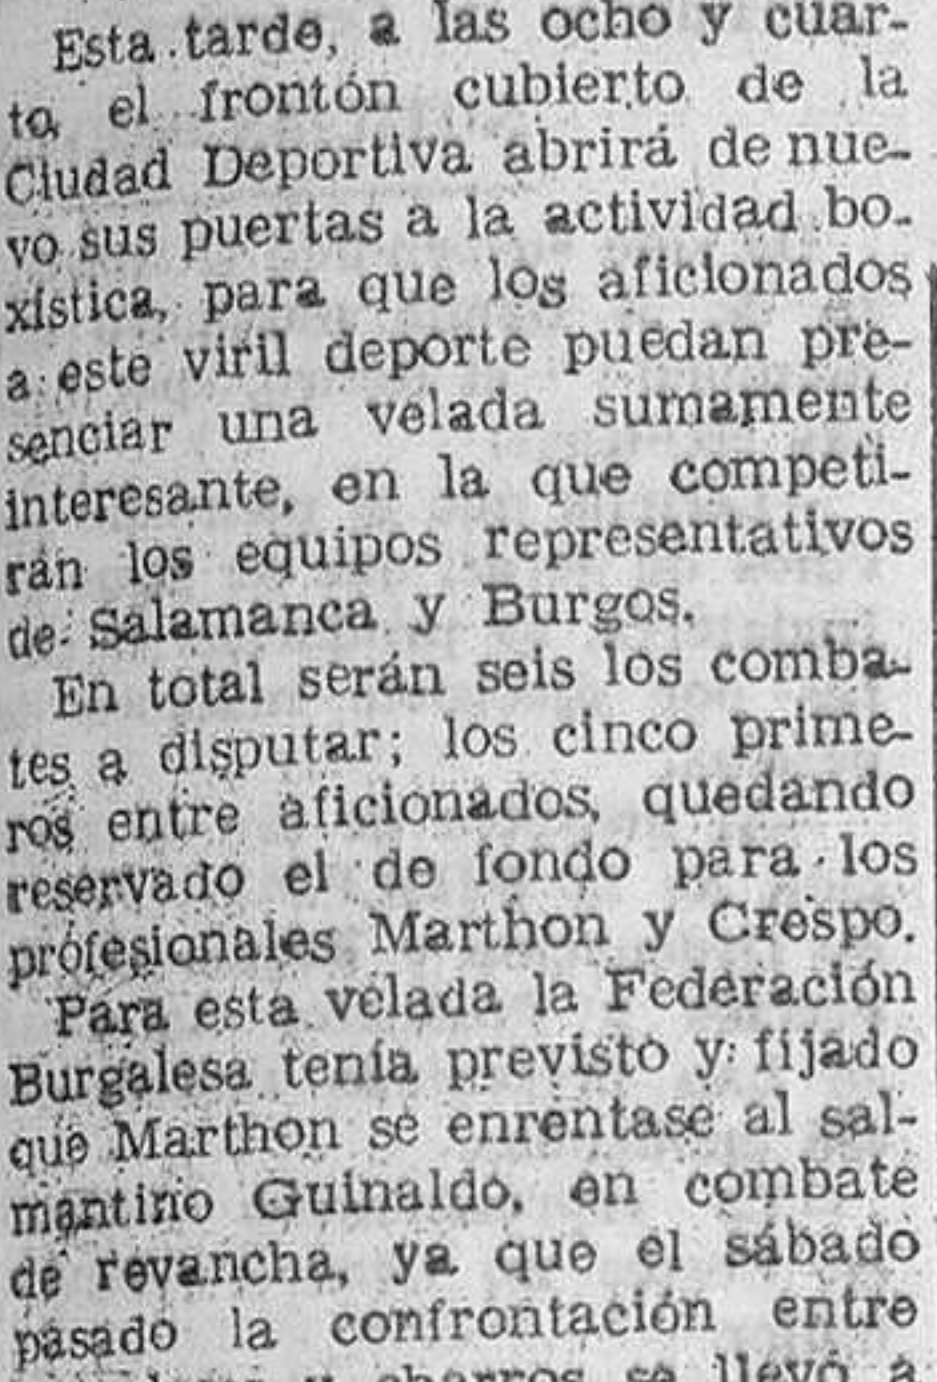 Esta tarde, a las ocho y cuar-
to, el frontón cubierto de la
Ciudad Deportiva abrirá de nue-
vo sus puertas a la actividad bo-
xística, para que los aficionados
a este viril deporte puedan pre-
senciar una velada sumamente
interesante, en la que competi-
rán los equipos representativos
de Salamanca y Burgos.
En total serán seis los comba-
tes a disputar; los cinco prime-
ros entre aficionados, quedando
reservado el de fondo para los
profesionales Marthon y Crespo.
Para esta velada la Federación
Burgalesa tenía previsto y fijado
que Marthon se enrentase al sal-
mantino Guinaldo, en combate
de revancha, ya que el sábado
pasado la confrontación entre
y charros se llevó a